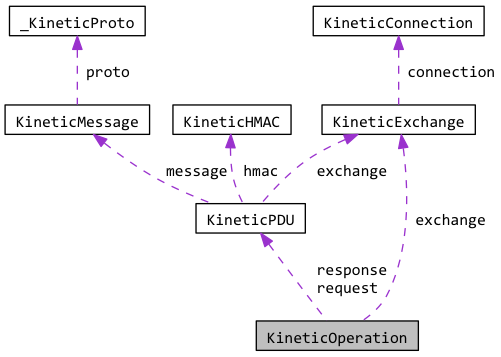 _KineticProto
KineticConnection
proto
connection
KineticMessage
KineticHMAC
KineticExchange
message
hmac
exchange
KineticPDU
exchange
response
request
KineticOperation